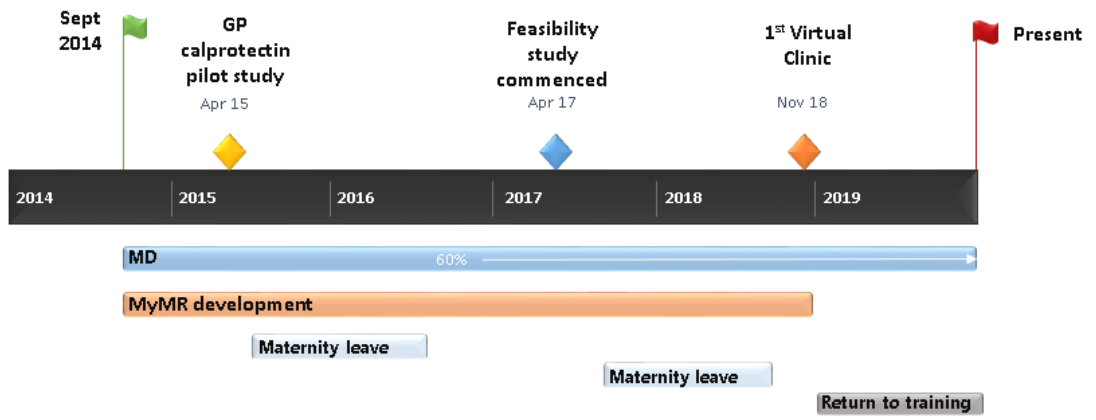 Sept
2014
GP
calprotectin
pilot study
Apr 15
Feasibility
study
commenced
Apr 17
1st Virtual
Clinic
Nov 18
Present
2014
2015
2016
2017
2018
2019
MD
60%
MyMR development
Maternity leave
Maternity leave
Return to training